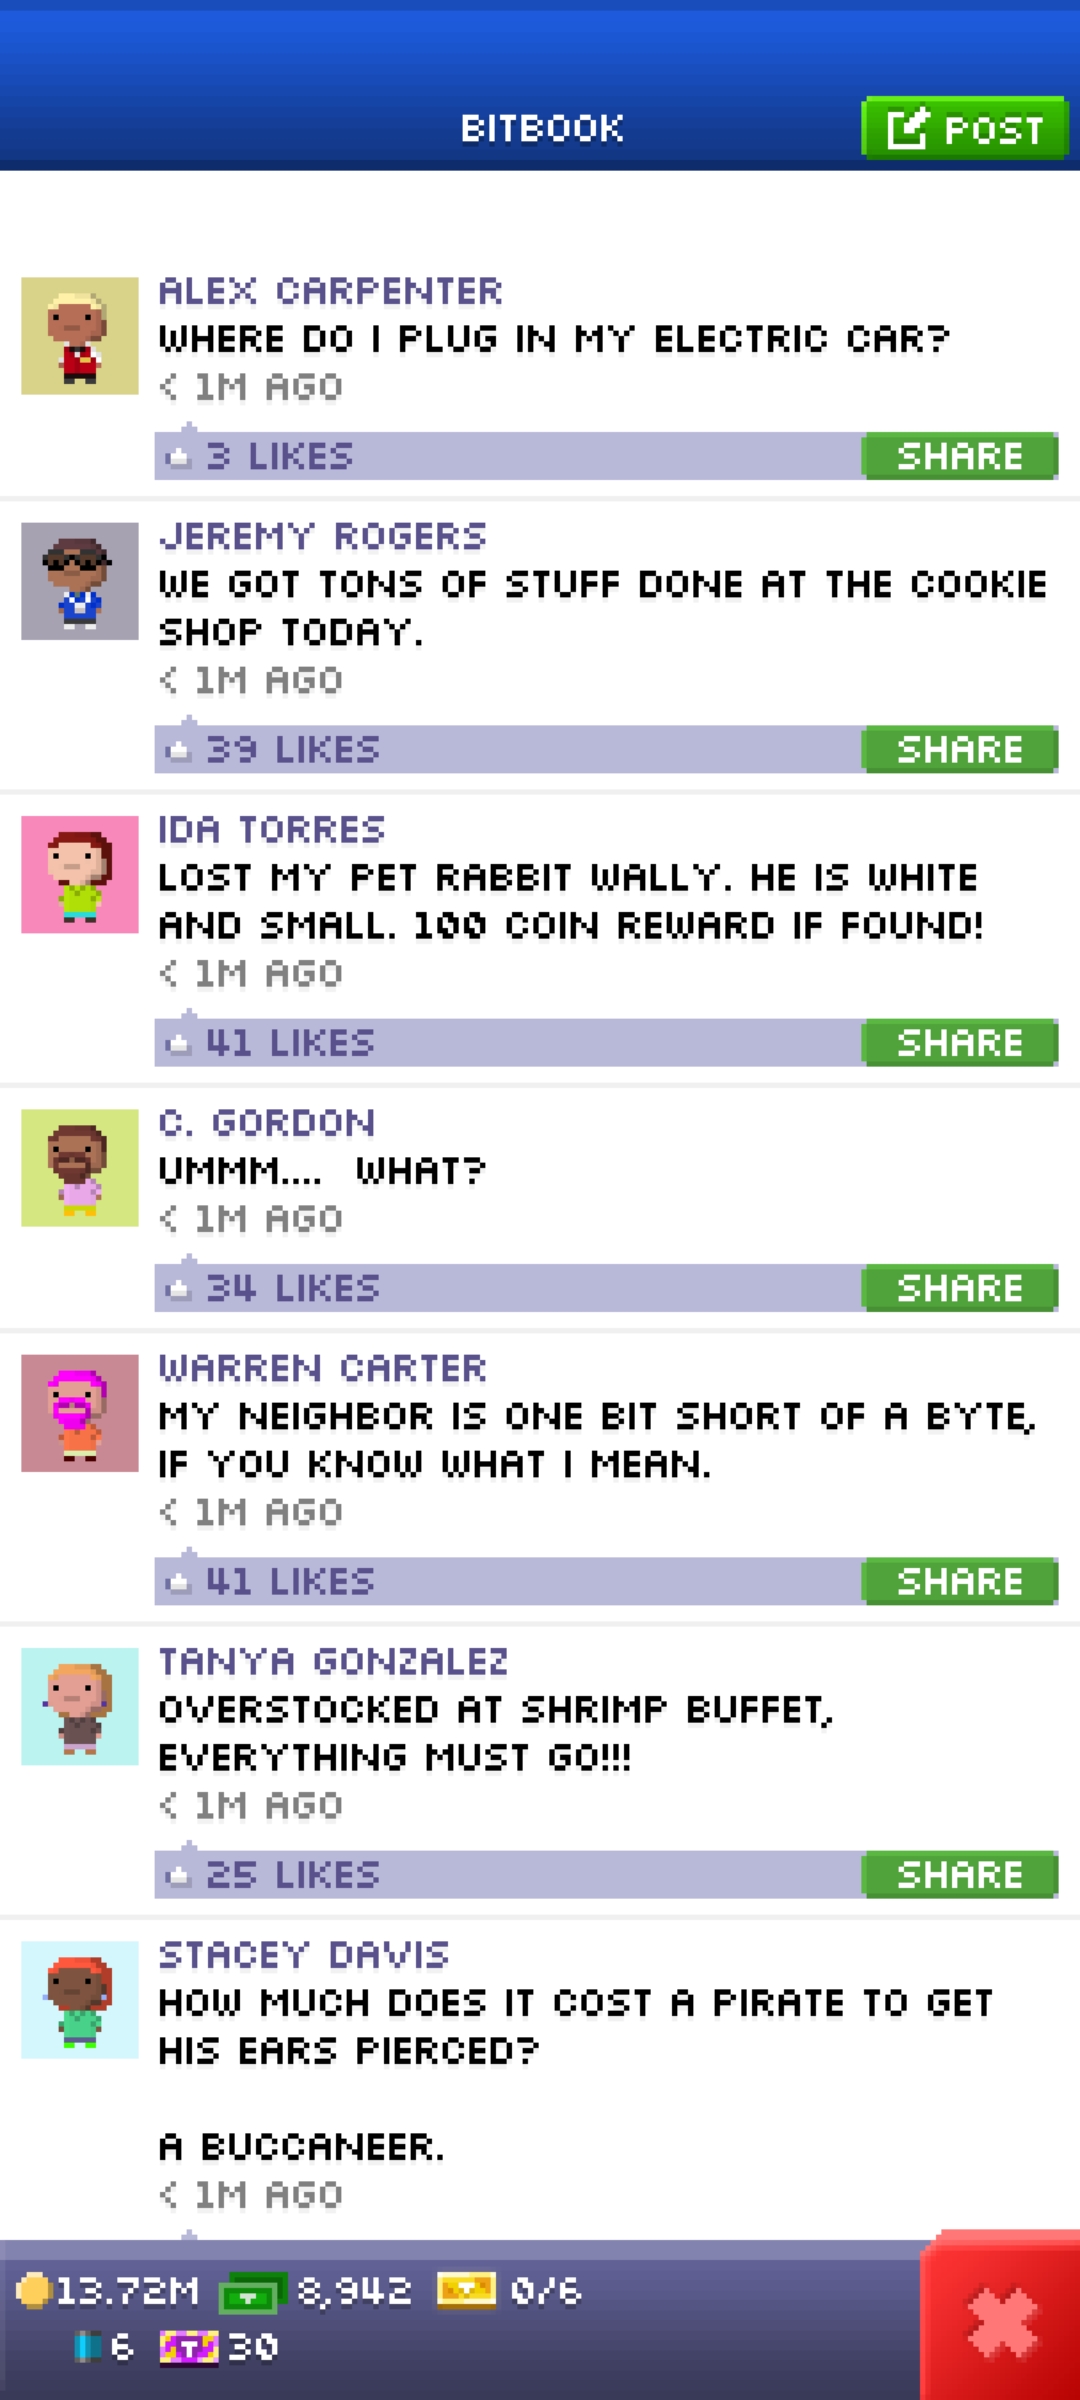 BITBOOK
POST
ALEX CARPENTER
WHERE DO I PLUG IN MY ELECTRIC CAR?
< 1M AGO
3 LIKES
SHARE
JEREMY ROGERS
WE GOT TONS OF STUFF DONE AT THE COOKIE
SHOP TODAY.
< 1M AGO
39 LIKES
SHARE
IDA TORRES
LOST MY PET RABBIT WALLY. HE IS WHITE
AND SMALL. 100 COIN REWARD IF FOUND!
< 1M AGO
41 LIKES
SHARE
C. GORDON
UMMM....  WHAT?
< 1M AGO
34 LIKES
SHARE
WARREN CARTER
MY NEIGHBOR IS ONE BIT SHORT OF A BYTE,
IF YOU KNOW WHAT I MEAN.
< 1M AGO
41 LIKES
SHARE
TANYA GONZALEZ
OVERSTOCKED AT SHRIMP BUFFET,
EVERYTHING MUST GO!!!
< 1M AGO
25 LIKES
SHARE
STACEY DAVIS
HOW MUCH DOES IT COST A PIRATE TO GET
HIS EARS PIERCED?
A BUCCANEER.
< 1M AGO
13.72M 8,942 0/6
6 T 30